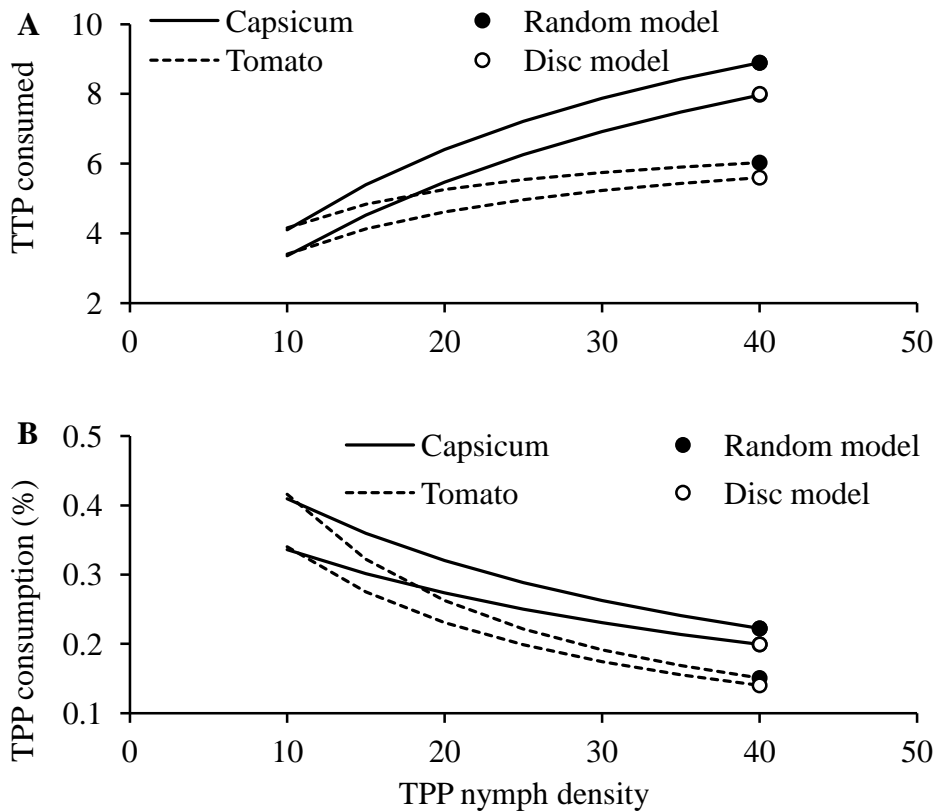 A
Capsicum
Random model
Tomato
Disc model
TTP consumed
10
8
6
4
2
0
10
20
30
40
50
B
Capsicum
Random model
Tomato
Disc model
TPP consumption (%)
0.5
0.4
0.3
0.2
0.1
0
10
20
30
40
50
TPP nymph density